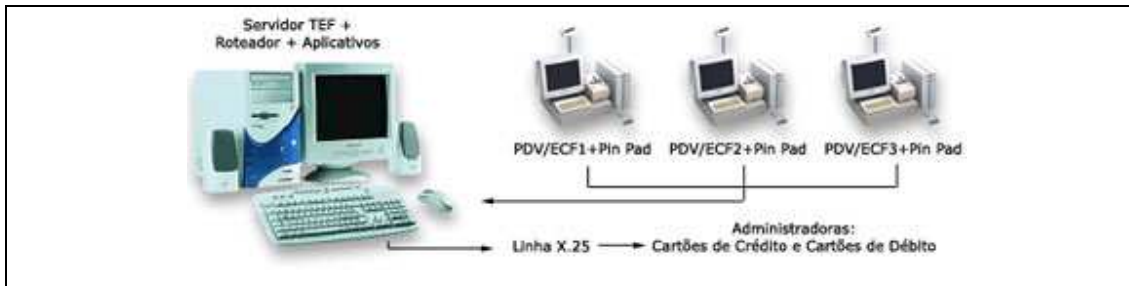 Servidor TEF +
Roteador + Aplicativos
PDV/ECF1+Pin Pad
PDV/ECF2+Pin Pad
PDV/ECF3+Pin Pad
Linha X.25
Administradoras:
Cartões de Crédito e Cartões de Débito